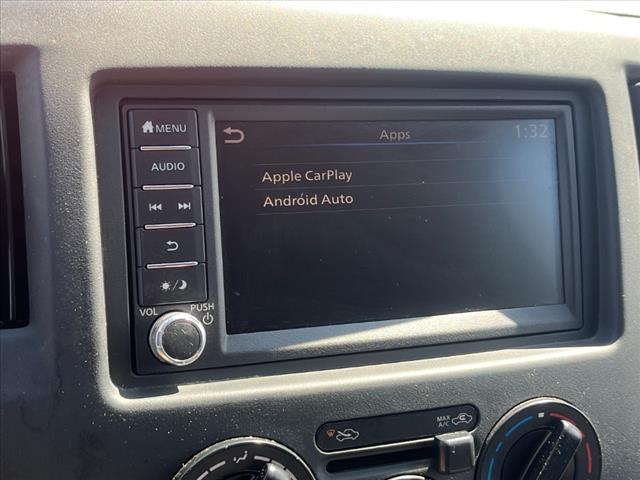 MENU
Apps
1:32
AUDIO
Apple CarPlay
Android Auto
VOL
PUSH
MAX
A/C